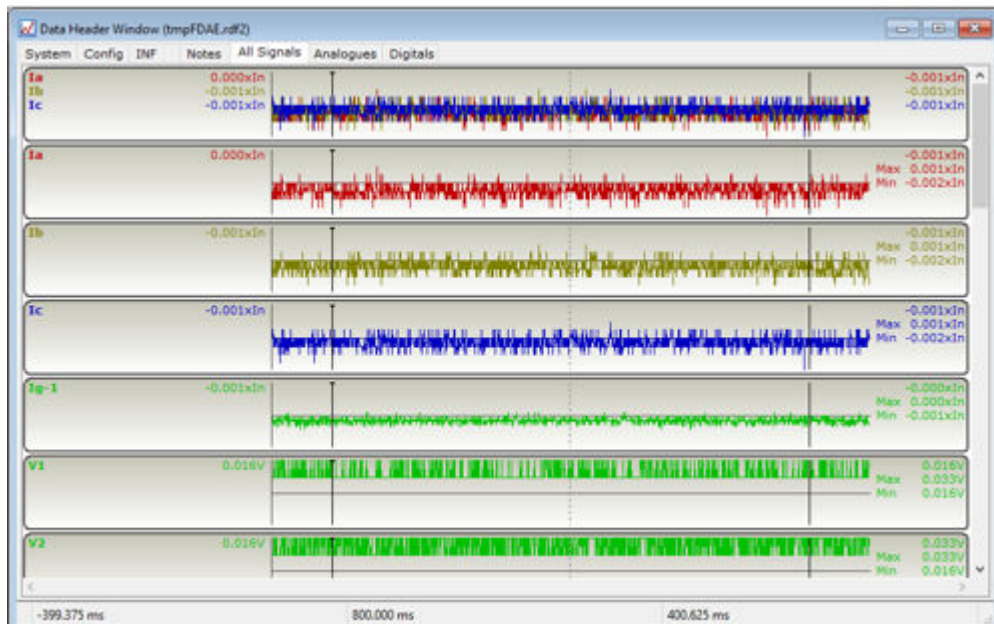 Data Header Window (tmpFDAE.rdf2)
System Config INF Notes All Signals Analogues Digitals
Ia 0.000xIn -0.001xIn
Ib -0.001xIn -0.001xIn
Ic -0.001xIn -0.001xIn
Ia 0.000xIn -0.001xIn
Max 0.001xIn
Min -0.002xIn
Ib -0.001xIn -0.001xIn
Max 0.001xIn
Min -0.002xIn
Ic -0.001xIn -0.001xIn
Max 0.001xIn
Min -0.002xIn
Ig-1 -0.001xIn -0.000xIn
Max 0.000xIn
Min -0.001xIn
V1 0.016V 0.016V
Max 0.033V
Min 0.016V
V2 0.016V 0.033V
Max 0.033V
Min 0.016V
-399.375 ms 800.000 ms 400.625 ms